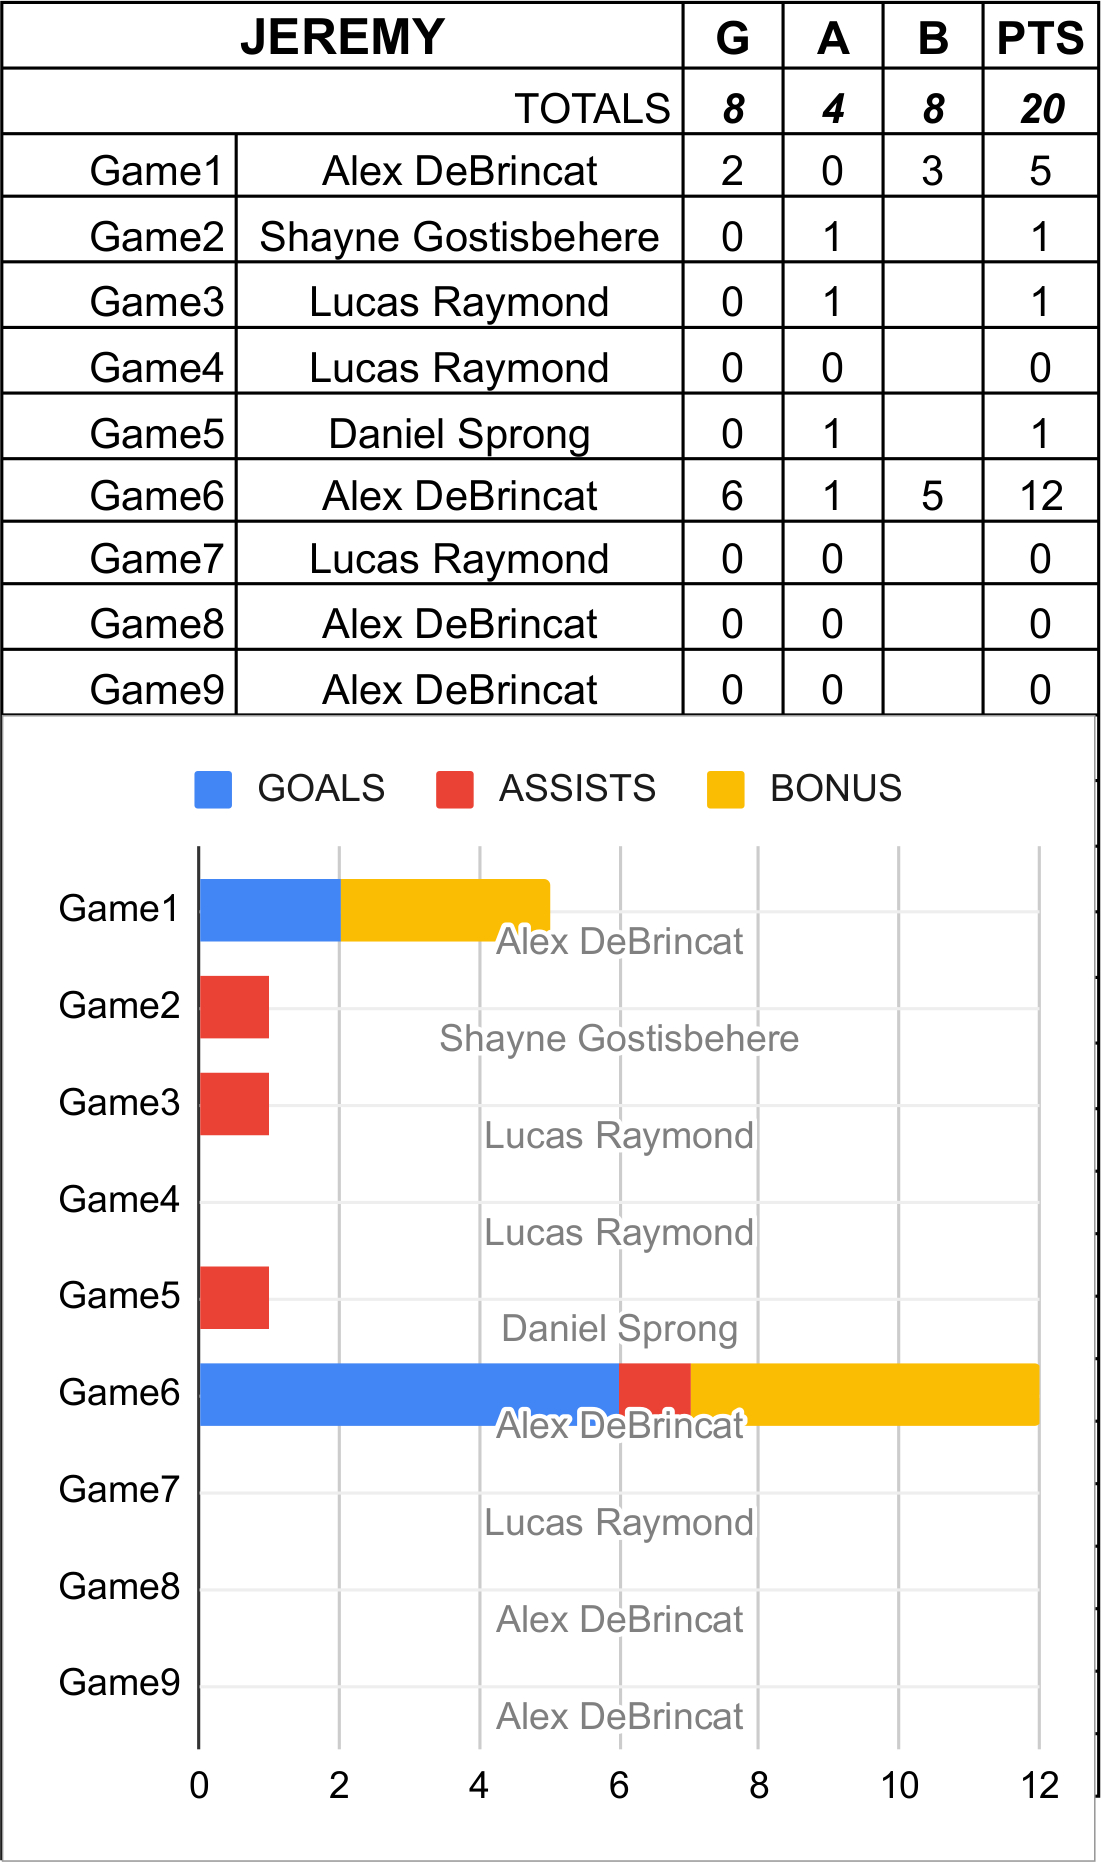 JEREMY G A B PTS
TOTALS 8 4 8 20
Game1 Alex DeBrincat 2 0 3 5
Game2 Shayne Gostisbehere 0 1 1
Game3 Lucas Raymond 0 1 1
Game4 Lucas Raymond 0 0 0
Game5 Daniel Sprong 0 1 1
Game6 Alex DeBrincat 6 1 5 12
Game7 Lucas Raymond 0 0 0
Game8 Alex DeBrincat 0 0 0
Game9 Alex DeBrincat 0 0 0
GOALS ASSISTS BONUS
Game1
Alex DeBrincat
Game2
Shayne Gostisbehere
Game3
Lucas Raymond
Game4
Lucas Raymond
Game5
Daniel Sprong
Game6
Alex DeBrincat
Game7
Lucas Raymond
Game8
Alex DeBrincat
Game9
Alex DeBrincat
0 2 4 6 8 10 12